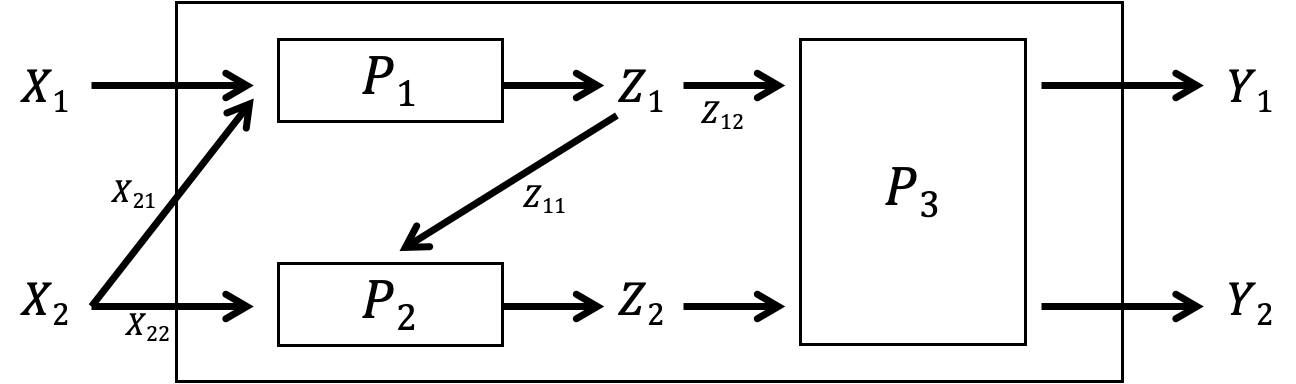 X₁ P₁ Z₁ Z₁₂ Y₁
X₂₁ Z₁₁ P₃
X₂ X₂₂ P₂ Z₂ Y₂